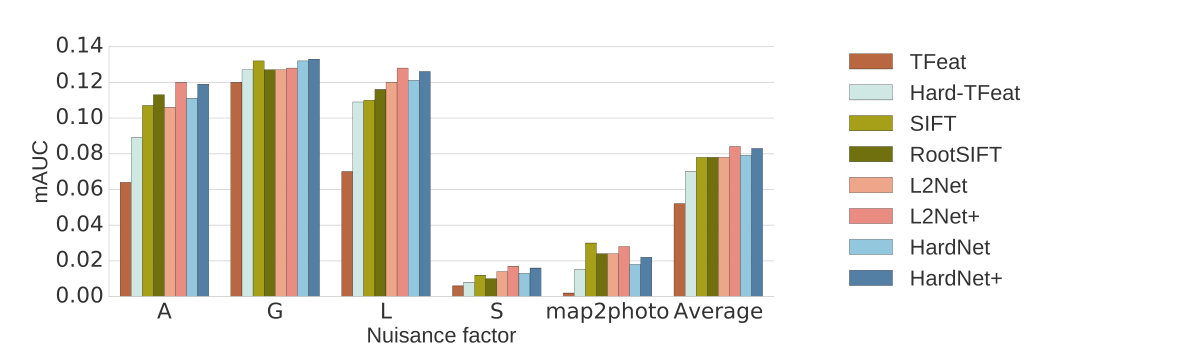 0.14
0.12
0.10
0.08
0.06
0.04
0.02
0.00
mAUC
A G L S map2photo Average
Nuisance factor
TFeat
Hard-TFeat
SIFT
RootSIFT
L2Net
L2Net+
HardNet
HardNet+